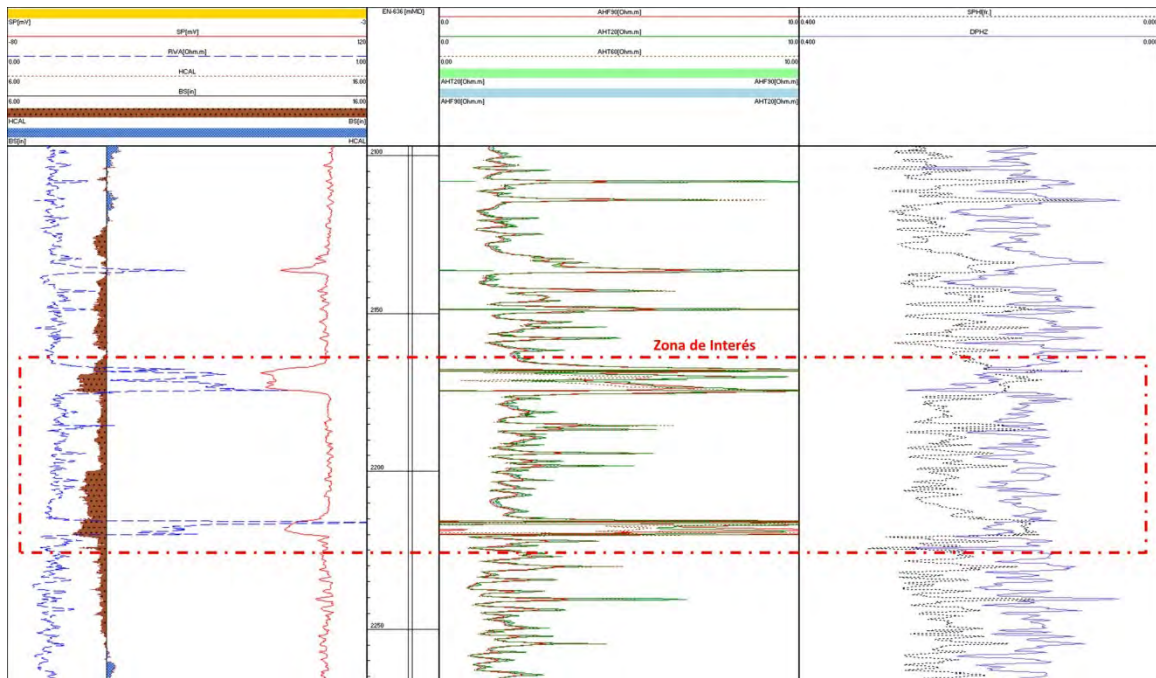 SP[mV] -3
SP[mV]
-80 120
RVA[Ohm.m]
0.00 1.00
HCAL
6.00 16.00
BS[in]
6.00 16.00
HCAL BS[in]
BS[in] HCAL
EN-636 [mMD]
AHF90[Ohm.m]
0.0 10.0
AHT20[Ohm.m]
0.0 10.0
AHT60[Ohm.m]
0.00 10.00
AHT20[Ohm.m] AHF90[Ohm.m]
AHF90[Ohm.m] AHT20[Ohm.m]
0.400 0.000
DPHZ
0.400 0.000
2100
2150
Zona de Interés
2200
2250